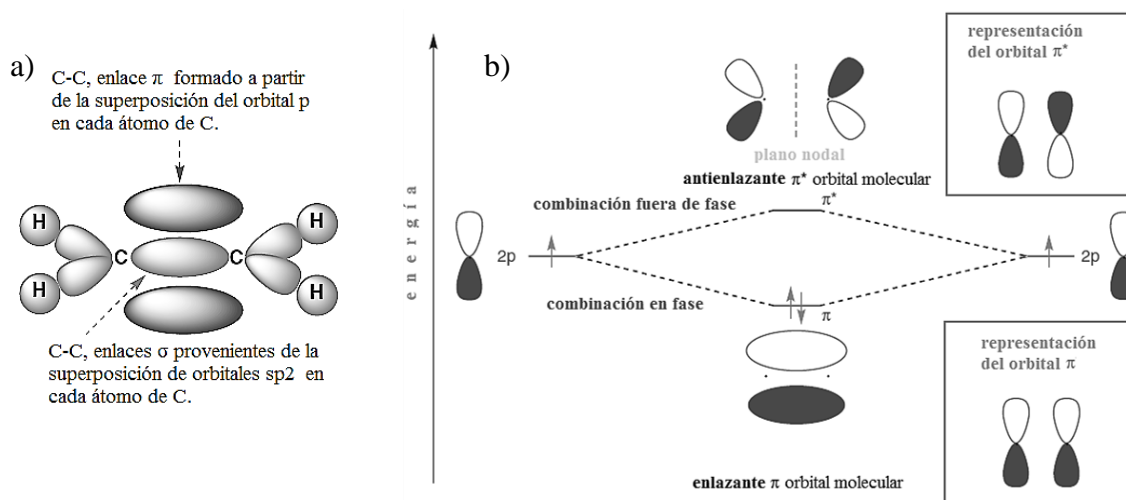 a)
C-C, enlace π formado a partir
de la superposición del orbital p
en cada átomo de C.
H
H
C
C
H
H
C-C, enlaces σ provenientes de la
superposición de orbitales sp2 en
cada átomo de C.
b)
energía
plano nodal
antienlazante π* orbital molecular
π*
combinación fuera de fase
2p
2p
combinación en fase
π
enlazante π orbital molecular
representación
del orbital π*
representación
del orbital π